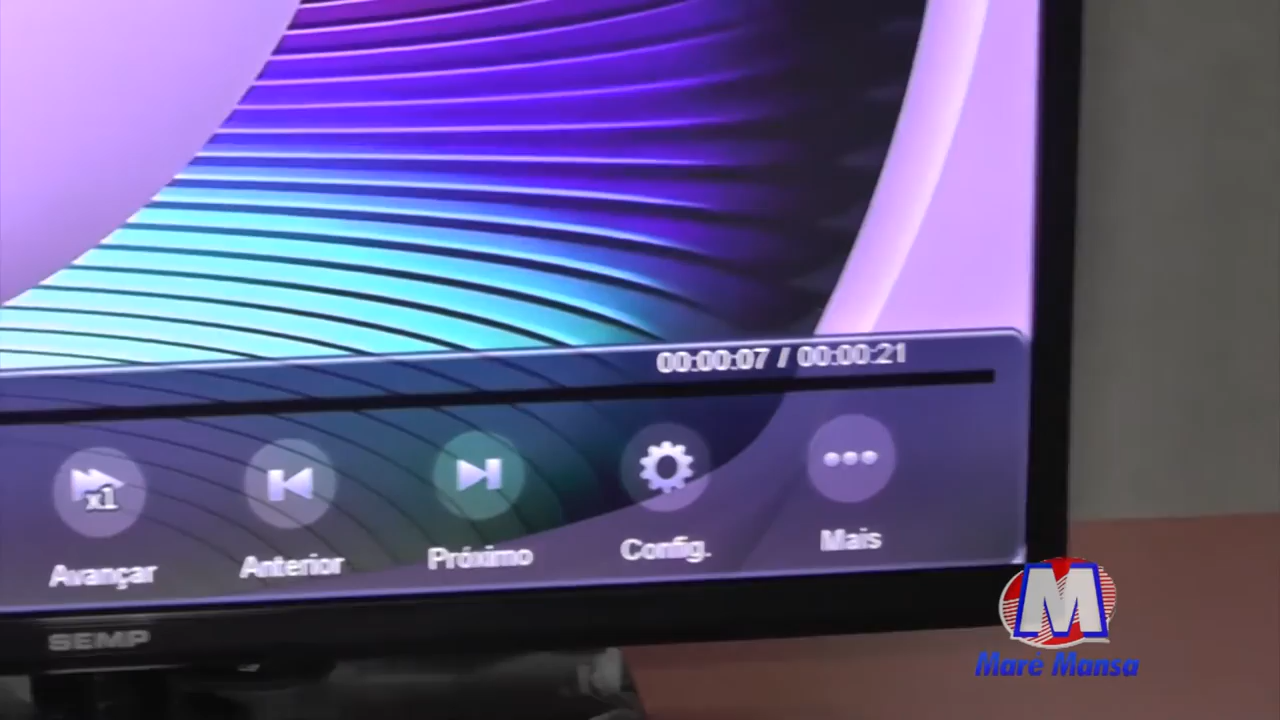 00:00:07 / 00:00:21
x1
Avançar
Anterior
Próximo
Config.
Mais
SEMP
M
Maré Mansa